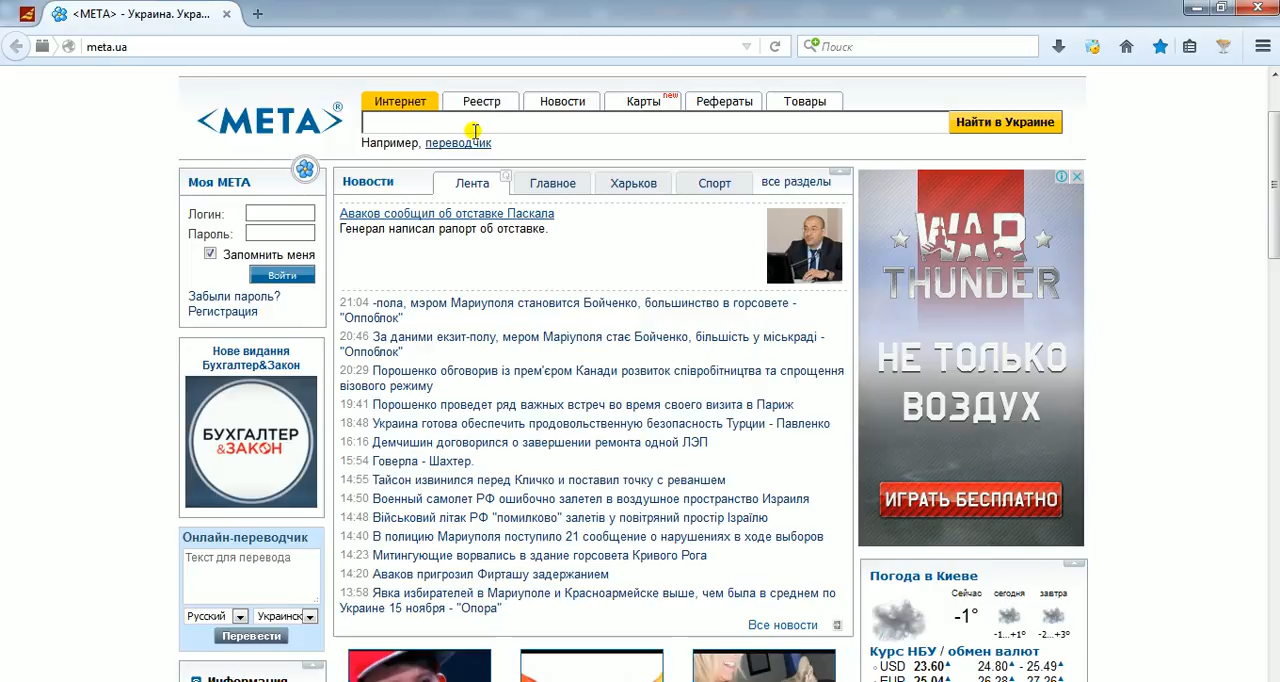 <МЕТА> - Украина. Укра...
meta.ua
Поиск
<META>®
Интернет
Реестр
Новости
Карты new
Рефераты
Товары
Найти в Украине
Например, переводчик
Моя МЕТА
Логин:
Пароль:
Запомнить меня
Войти
Забыли пароль?
Регистрация
Нове видання
Бухгалтер&Закон
БУХГАЛТЕР
&ЗАКОН
Онлайн-переводчик
Текст для перевода
Русский
Украинск
Перевести
Информация
Новости
Лента
Главное
Харьков
Спорт
все разделы
Аваков сообщил об отставке Паскала
Генерал написал рапорт об отставке.
21:04 -пола, мэром Мариуполя становится Бойченко, большинство в горсовете -
"Оппоблок"
20:46 За даними екзит-полу, мером Маріуполя стає Бойченко, більшість у міськраді -
"Оппоблок"
20:29 Порошенко обговорив із прем'єром Канади розвиток співробітництва та спрощення
візового режиму
19:41 Порошенко проведет ряд важных встреч во время своего визита в Париж
18:48 Украина готова обеспечить продовольственную безопасность Турции - Павленко
16:16 Демчишин договорился о завершении ремонта одной ЛЭП
15:54 Говерла - Шахтер.
14:55 Тайсон извинился перед Кличко и поставил точку с реваншем
14:50 Военный самолет РФ ошибочно залетел в воздушное пространство Израиля
14:48 Військовий літак РФ "помилково" залетів у повітряний простір Ізраїлю
14:40 В полицию Мариуполя поступило 21 сообщение о нарушениях в ходе выборов
14:23 Митингующие ворвались в здание горсовета Кривого Рога
14:20 Аваков пригрозил Фирташу задержанием
13:58 Явка избирателей в Мариуполе и Красноармейске выше, чем была в среднем по
Украине 15 ноября - "Опора"
Все новости
WAR
THUNDER
НЕ ТОЛЬКО
ВОЗДУХ
ИГРАТЬ БЕСПЛАТНО
Погода в Киеве
Сейчас сегодня завтра
-1° -1...+1° -2...+3°
Курс НБУ / обмен валют
USD 23.60 24.80 - 25.49
EUR 25.04 26.28 - 27.26